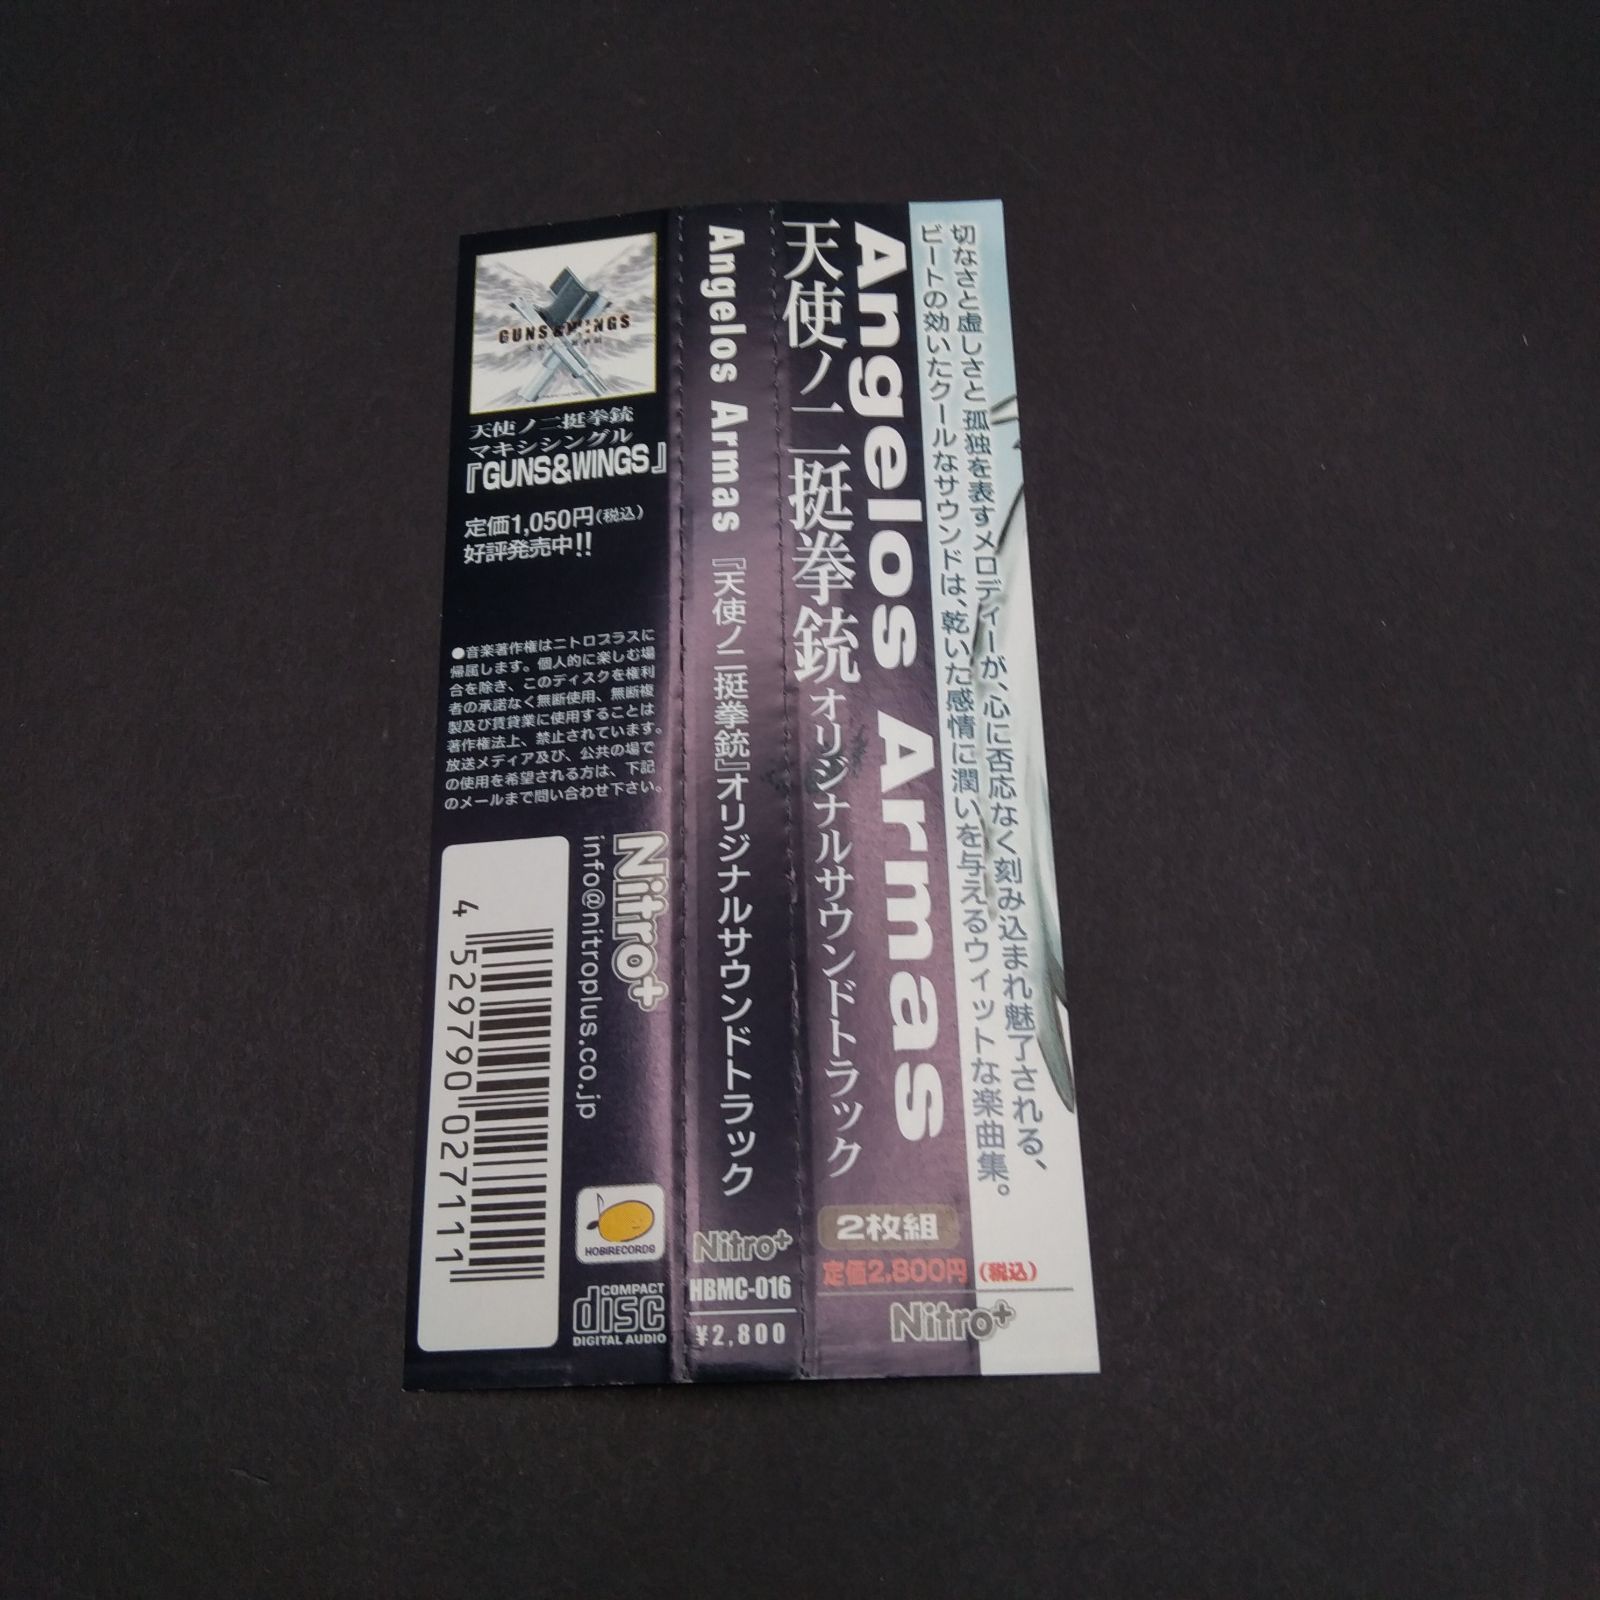 切なさと虚しさと 孤独を表すメロディーが、心に否応なく刻み込まれ魅了される、
ビートの効いたクールなサウンドは、乾いた感情に潤いを与えるウィットな楽曲集。
Angelos Armas
天使ノ二挺拳銃オリジナルサウンドトラック
2枚組
定価2,800円(税込)
Nitro+
Angelos Armas 『天使ノ二挺拳銃』オリジナルサウンドトラック
Nitro+
HBMC-016
¥2,800
GUNS&WINGS
天使ノ二挺拳銃
マキシシングル
『GUNS&WINGS』
定価1,050円(税込)
好評発売中!!
●音楽著作権はニトロプラスに
帰属します。個人的に楽しむ場
合を除き、このディスクを権利
者の承諾なく無断使用、無断複
製及び賃貸業に使用することは
著作権法上、禁止されています。
放送メディア及び、公共の場で
の使用を希望される方は、下記
のメールまで問い合わせ下さい。
Nitro+
info@nitroplus.co.jp
4 529790 027111
HOBIRECORDS
COMPACT
disc
DIGITAL AUDIO